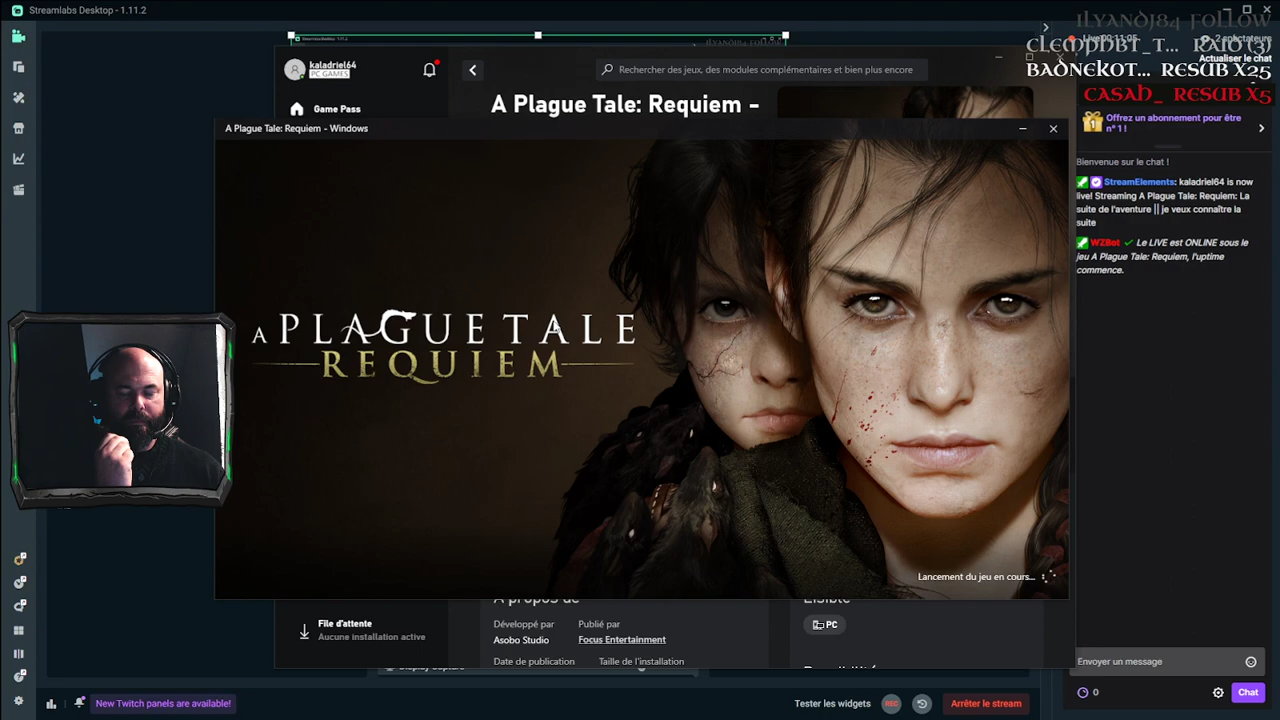 Streamlabs Desktop - 1.11.2
ILYANDJ84 FOLLOW
CLEMPDBT_T... RAID (3)
BADNEKOT... RESUB X25
CASAH_ RESUB X5
Actualiser le chat
kaladriel64
PC GAMES
Rechercher des jeux, des modules complémentaires et bien plus encore
Game Pass
A Plague Tale: Requiem -
Offrez un abonnement pour être
n°1 !
A Plague Tale: Requiem - Windows
Bienvenue sur le chat !
StreamElements: kaladriel64 is now
live! Streaming A Plague Tale: Requiem: La
suite de l'aventure || je veux connaître la
suite
WZBot ✓ Le LIVE est ONLINE sous le
jeu A Plague Tale: Requiem, l'uptime
commence.
A PLAGUE TALE
REQUIEM
Lancement du jeu en cours...
A propos de
File d'attente
Aucune installation active
Développé par
Asobo Studio
Publié par
Focus Entertainment
PC
Date de publication
Taille de l'installation
Envoyer un message
0
Chat
New Twitch panels are available!
Tester les widgets
REC
Arrêter le stream